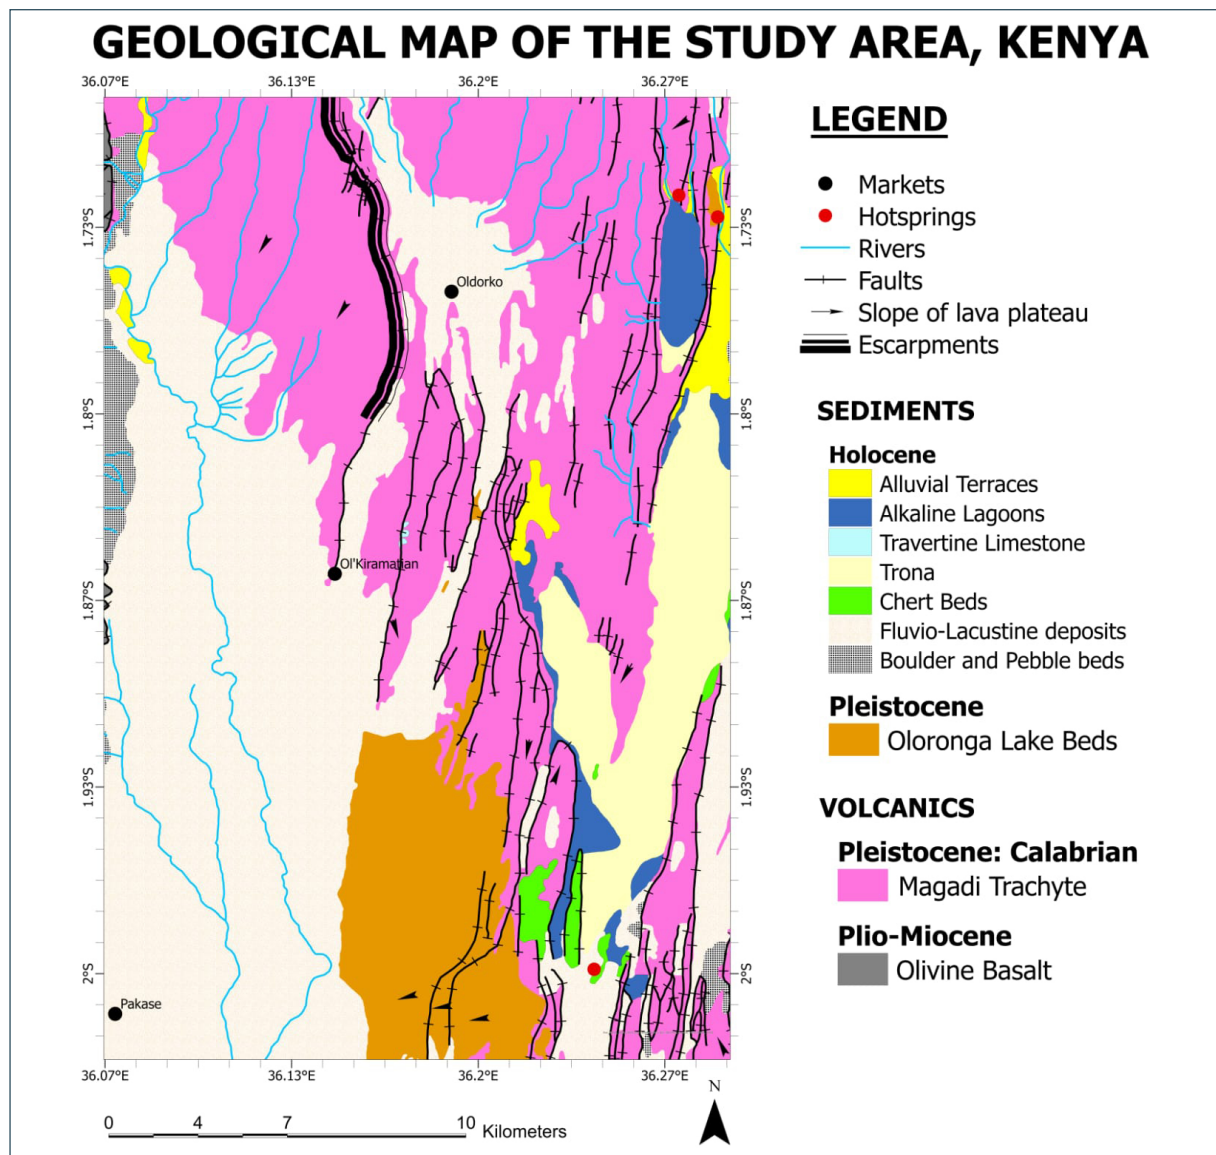 GEOLOGICAL MAP OF THE STUDY AREA, KENYA
36.07°E 36.13°E 36.2°E 36.27°E
1.73°S 1.8°S 1.87°S 1.93°S 2°S
Oldorko
Ol'Kiramatian
Pakase
1.73°S 1.8°S 1.87°S 1.93°S 2°S
36.07°E 36.13°E 36.2°E 36.27°E
0 4 7 10 Kilometers
N
LEGEND
Markets
Hotsprings
Rivers
Faults
Slope of lava plateau
Escarpments
SEDIMENTS
Holocene
Alluvial Terraces
Alkaline Lagoons
Travertine Limestone
Trona
Chert Beds
Fluvio-Lacustine deposits
Boulder and Pebble beds
Pleistocene
Oloronga Lake Beds
VOLCANICS
Pleistocene: Calabrian
Magadi Trachyte
Plio-Miocene
Olivine Basalt